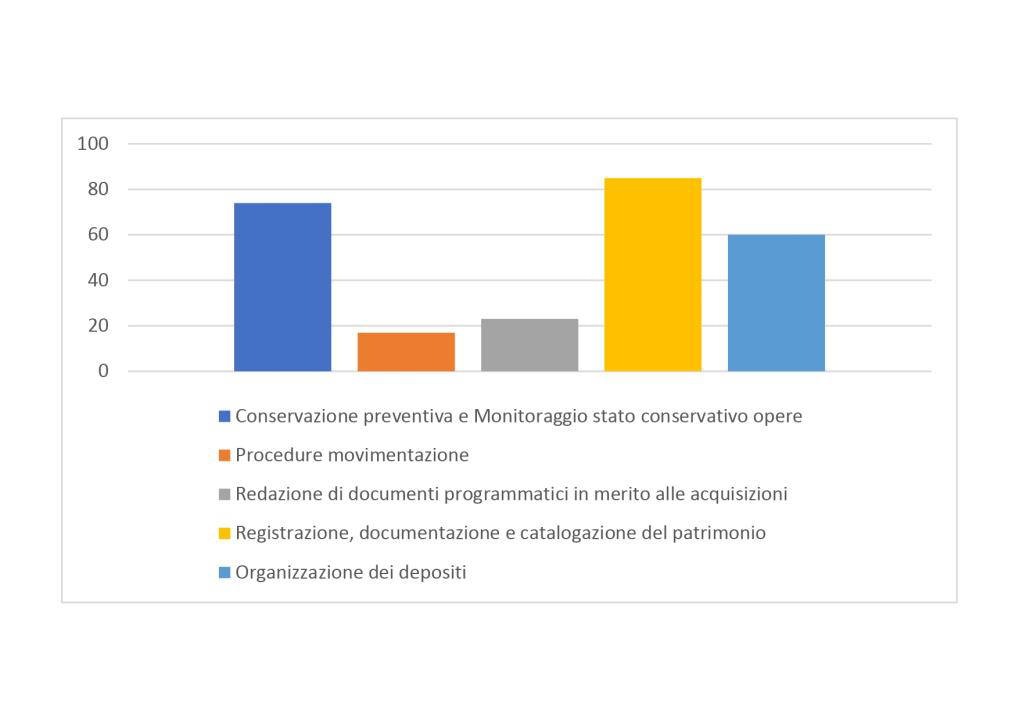 100
80
60
40
20
0
Conservazione preventiva e Monitoraggio stato conservativo opere
Procedure movimentazione
Redazione di documenti programmatici in merito alle acquisizioni
Registrazione, documentazione e catalogazione del patrimonio
Organizzazione dei depositi